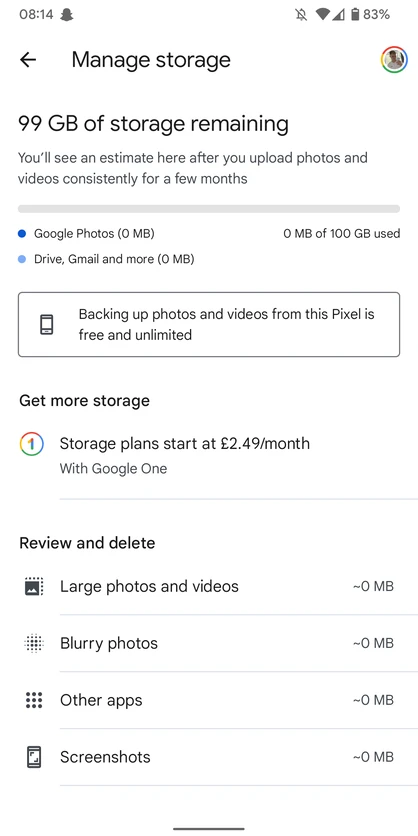 08:14
83%
Manage storage
99 GB of storage remaining
You'll see an estimate here after you upload photos and
videos consistently for a few months
Google Photos (0 MB)
0 MB of 100 GB used
Drive, Gmail and more (0 MB)
Backing up photos and videos from this Pixel is
free and unlimited
Get more storage
1
Storage plans start at £2.49/month
With Google One
Review and delete
Large photos and videos
~0 MB
Blurry photos
~0 MB
Other apps
~0 MB
Screenshots
~0 MB